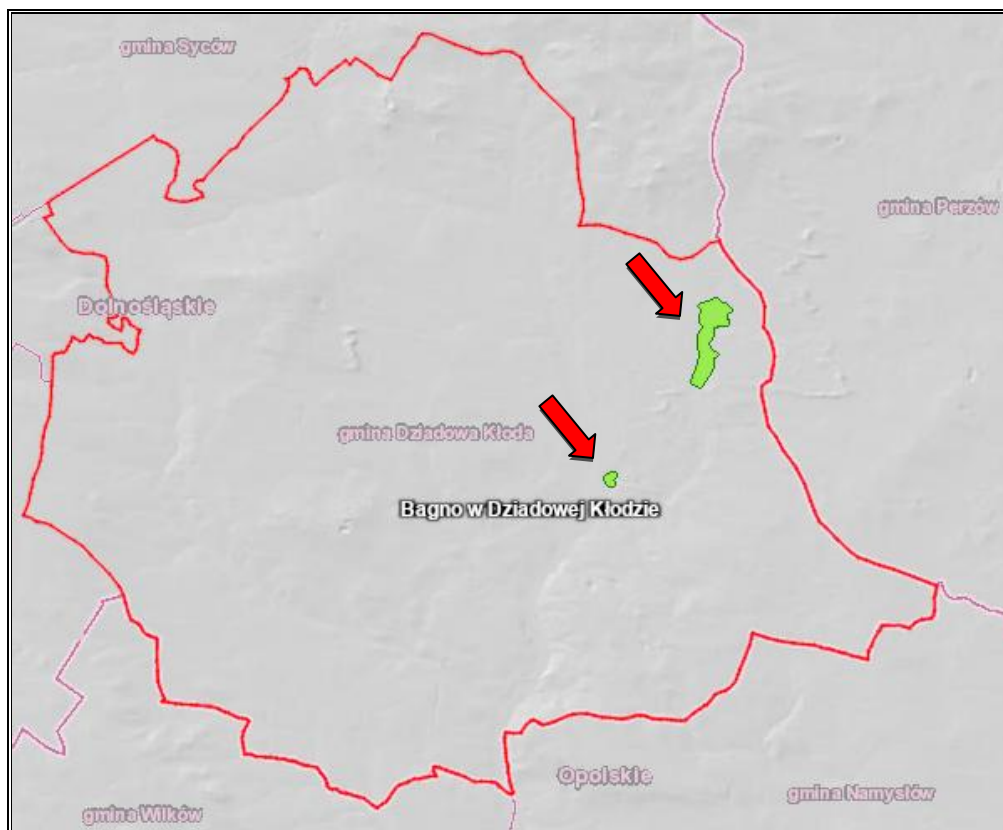 gmina Syców
gmina Perzów
Dolnośląskie
gmina Dziadowa Kłoda
Bagno w Dziadowej Kłodzie
Opolskie
gmina Namysłów
gmina Wilków